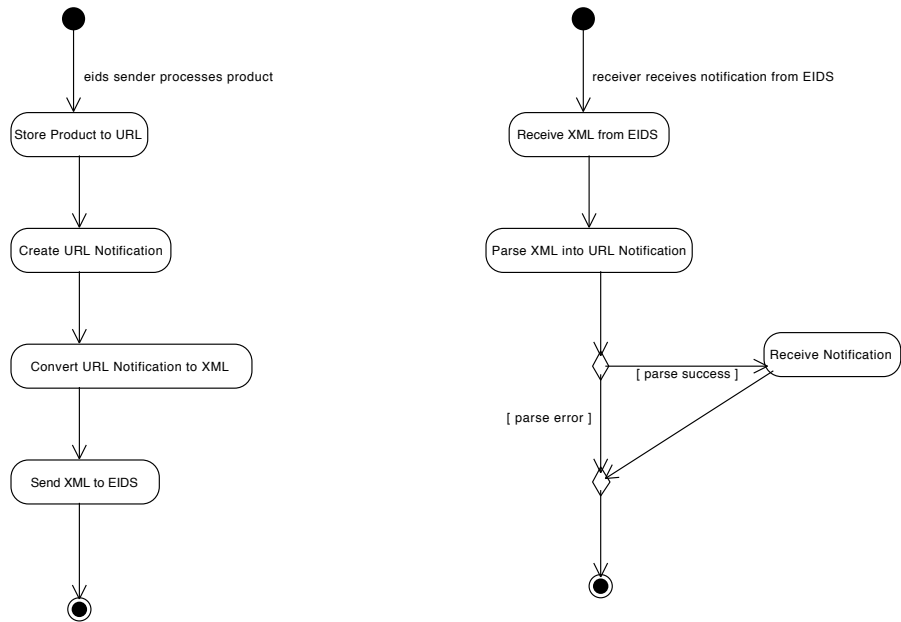 eids sender processes product
Store Product to URL
Create URL Notification
Convert URL Notification to XML
Send XML to EIDS
receiver receives notification from EIDS
Receive XML from EIDS
Parse XML into URL Notification
Receive Notification
[ parse success ]
[ parse error ]